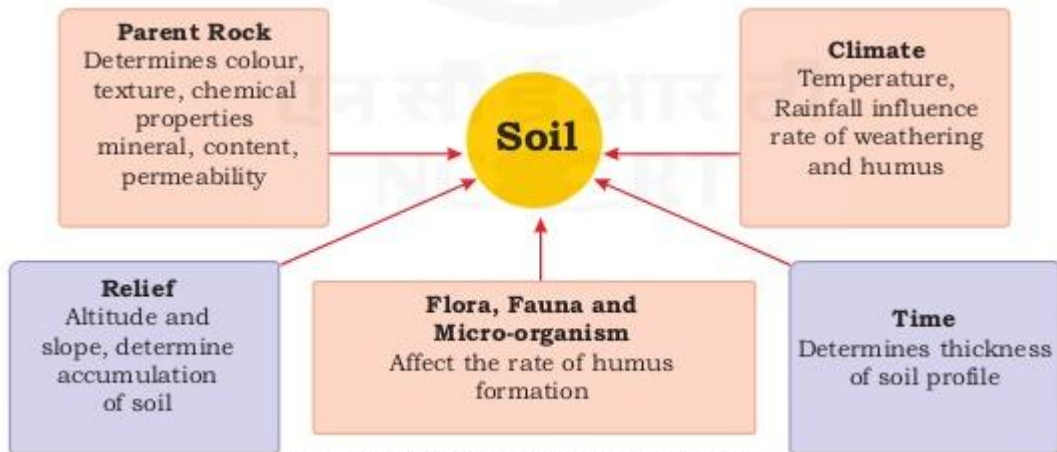 Parent Rock
Determines colour,
texture, chemical
properties
mineral, content,
permeability
Soil
Climate
Temperature,
Rainfall influence
rate of weathering
and humus
Relief
Altitude and
slope, determine
accumulation
of soil
Flora, Fauna and
Micro-organism
Affect the rate of humus
formation
Time
Determines thickness
of soil profile